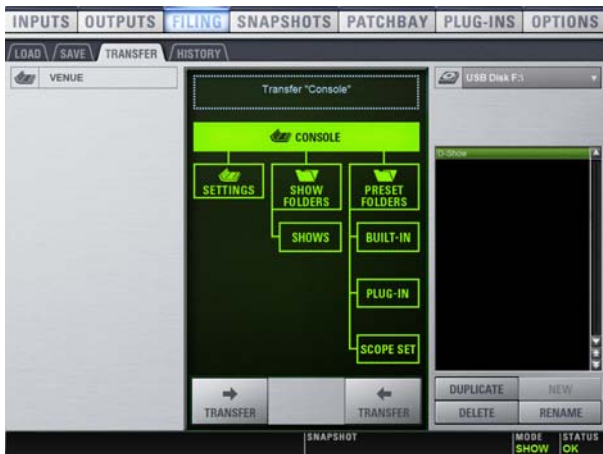 INPUTS OUTPUTS FILING SNAPSHOTS PATCHBAY PLUG-INS OPTIONS
LOAD SAVE TRANSFER HISTORY
VENUE
Transfer "Console"
USB Disk F:\
CONSOLE
D-Show
SETTINGS
SHOW
FOLDERS
PRESET
FOLDERS
SHOWS
BUILT-IN
PLUG-IN
SCOPE SET
TRANSFER
TRANSFER
DUPLICATE NEW
DELETE RENAME
SNAPSHOT
MODE STATUS
SHOW OK